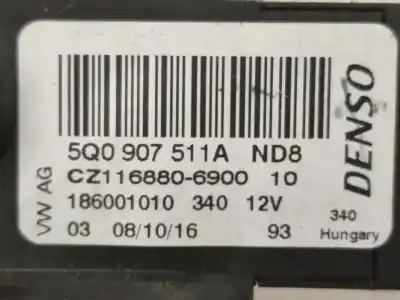 5Q0 907 511A ND8
CZ116880-6900 10
186001010 340 12V
03 08/10/16 93
VW AG
DENSO
340
Hungary